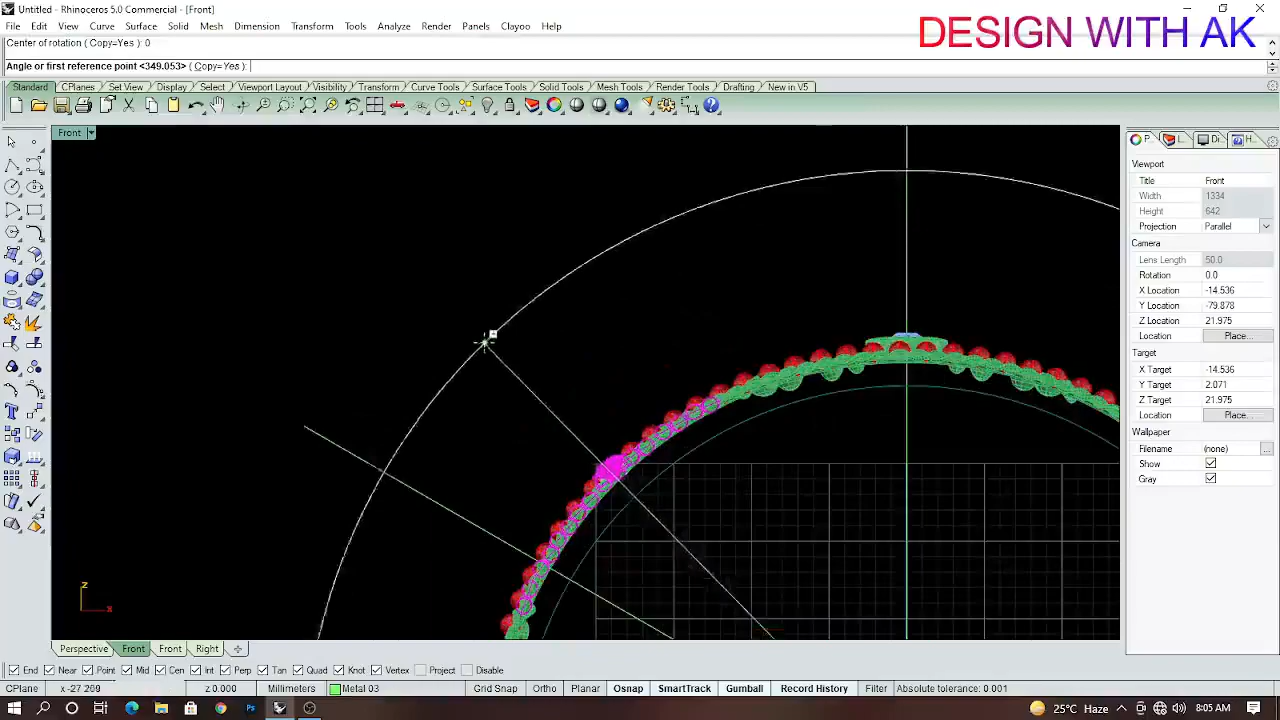 Untitled - Rhinoceros 5.0 Commercial - [Front]
File Edit View Curve Surface Solid Mesh Dimension Transform Tools Analyze Render Panels Clayoo Help
DESIGN WITH AK
Center of rotation ( Copy=Yes ): 0
Angle or first reference point <349.053> ( Copy=Yes ):
Standard CPlanes Set View Display Select Viewport Layout Visibility Transform Curve Tools Surface Tools Solid Tools Mesh Tools Render Tools Drafting New in V5
Front
P... L... Di... H...
Viewport
Title Front
Width 1334
Height 642
Projection Parallel
Camera
Lens Length 50.0
Rotation 0.0
X Location -14.536
Y Location -79.878
Z Location 21.975
Location Place...
Target
X Target -14.536
Y Target 2.071
Z Target 21.975
Location Place...
Wallpaper
Filename (none) ...
Show
Gray
z
x
Perspective Front Front Right
End Near Point Mid Cen Int Perp Tan Quad Knot Vertex Project Disable
CPlane x -27.269 z 0.000 Millimeters Metal 03 Grid Snap Ortho Planar Osnap SmartTrack Gumball Record History Filter Absolute tolerance: 0.001
25°C Haze 8:05 AM